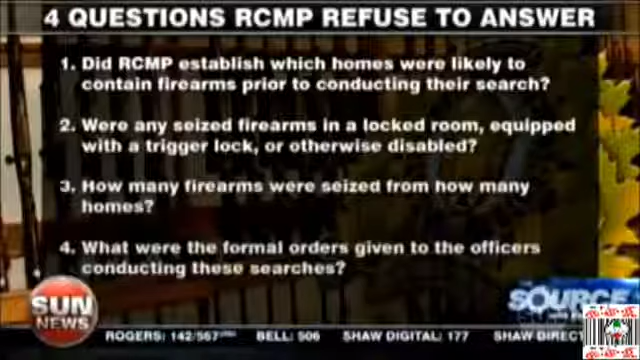 4 QUESTIONS RCMP REFUSE TO ANSWER
1. Did RCMP establish which homes were likely to
contain firearms prior to conducting their search?
2. Were any seized firearms in a locked room, equipped
with a trigger lock, or otherwise disabled?
3. How many firearms were seized from how many
homes?
4. What were the formal orders given to the officers
conducting these searches?
SOURCE
SUN
NEWS
ROGERS: 142/567 BELL: 506 SHAW DIGITAL: 177 SHAW DIRECT